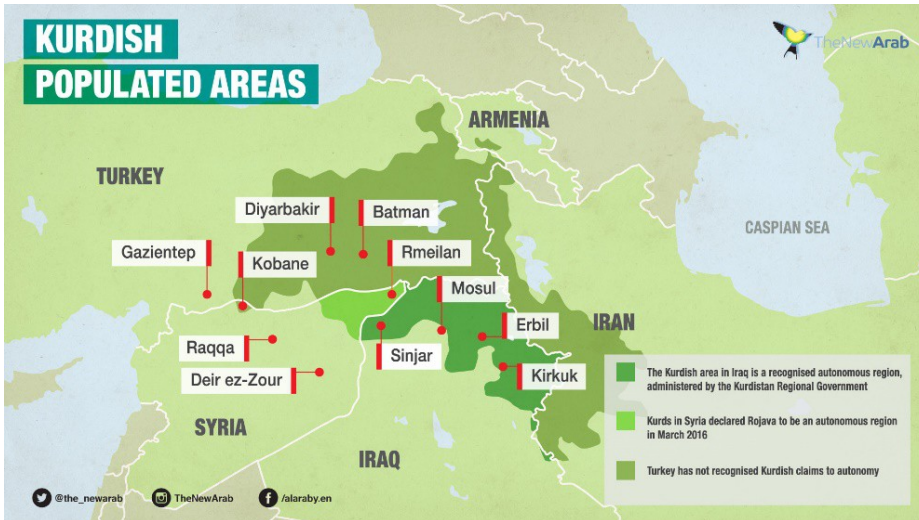 KURDISH
POPULATED AREAS
TheNewArab
ARMENIA
TURKEY
CASPIAN SEA
Diyarbakir
Batman
Gazientep
Kobane
Rmeilan
Mosul
Erbil
IRAN
Raqqa
Sinjar
Deir ez-Zour
Kirkuk
SYRIA
IRAQ
The Kurdish area in Iraq is a recognised autonomous region,
administered by the Kurdistan Regional Government
Kurds in Syria declared Rojava to be an autonomous region
in March 2016
Turkey has not recognised Kurdish claims to autonomy
@the_newarab
TheNewArab
/alaraby.en